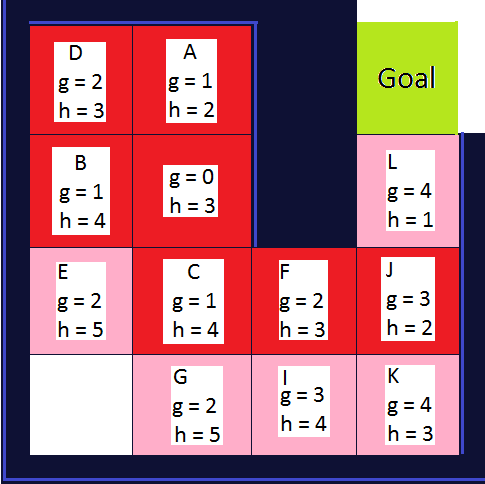 D
g = 2
h = 3
A
g = 1
h = 2
Goal
B
g = 1
h = 4
g = 0
h = 3
L
g = 4
h = 1
E
g = 2
h = 5
C
g = 1
h = 4
F
g = 2
h = 3
J
g = 3
h = 2
G
g = 2
h = 5
I
g = 3
h = 4
K
g = 4
h = 3